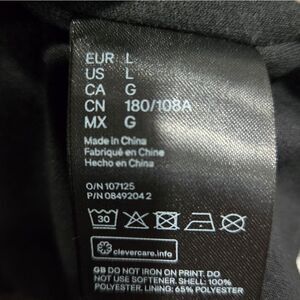 EUR L
US L
CA G
CN 180/108A
MX G
Made in China
Fabriqué en Chine
Hecho en China
O/N 107125
P/N 0849204 2
30
clevercare.info
GB DO NOT IRON ON PRINT. DO
NOT USE SOFTENER. SHELL: 100%
POLYESTER. LINING: 65% POLYESTER